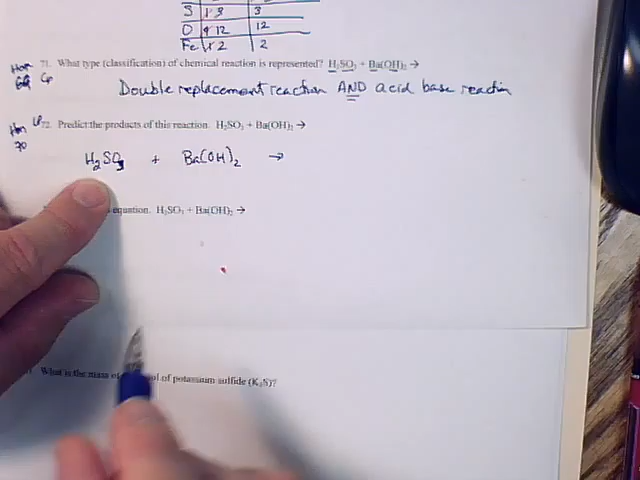 S | 1 3 | 3
O | 4 12 | 12
Fe | 1 2 | 2
Hon 71. What type (classification) of chemical reaction is represented? H₂SO₃ + Ba(OH)₂ →
69 Cp
Double replacement reaction AND acid base reaction
Hon Cp 72. Predict the products of this reaction. H₂SO₃ + Ba(OH)₂ →
70
H₂SO₃ + Ba(OH)₂ →
equation. H₂SO₃ + Ba(OH)₂ →
What is the mass of of potassium sulfide (K₂S)?